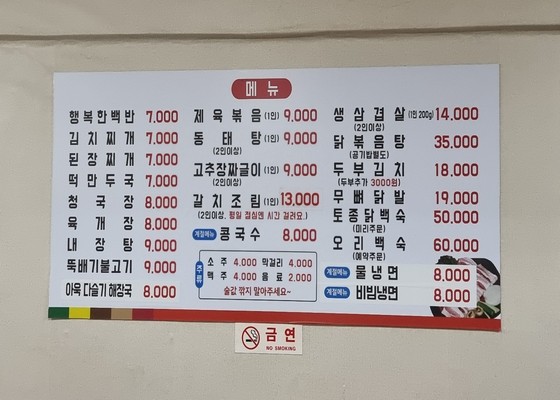 메 뉴
행복한백반 7.000
김치찌개 7.000
된장찌개 7.000
떡만두국 7.000
청국장 8.000
육개장 8.000
내장탕 9.000
뚝배기불고기 9.000
아욱 다슬기 해장국 8.000
제육볶음(1인) 9.000
(2인이상)
동태탕(1인) 9.000
(2인이상)
고추장짜글이(1인) 9.000
(2인이상)
갈치조림(1인) 13,000
(2인이상, 평일 점심엔 시간 걸려요.)
계절메뉴 콩국수 8.000
주류
소주 4.000 막걸리 4.000
맥주 4.000 음료 2.000
술값 깎지 말아주세요~
생삼겹살(1인 200g) 14.000
(2인이상)
닭볶음탕 35.000
(공기밥별도)
두부김치 18.000
(두부추가 3000원)
무뼈닭발 19.000
토종닭백숙 50.000
(미리주문)
오리백숙 60,000
(예약주문)
계절메뉴 물냉면 8.000
계절메뉴 비빔냉면 8.000
금연
NO SMOKING